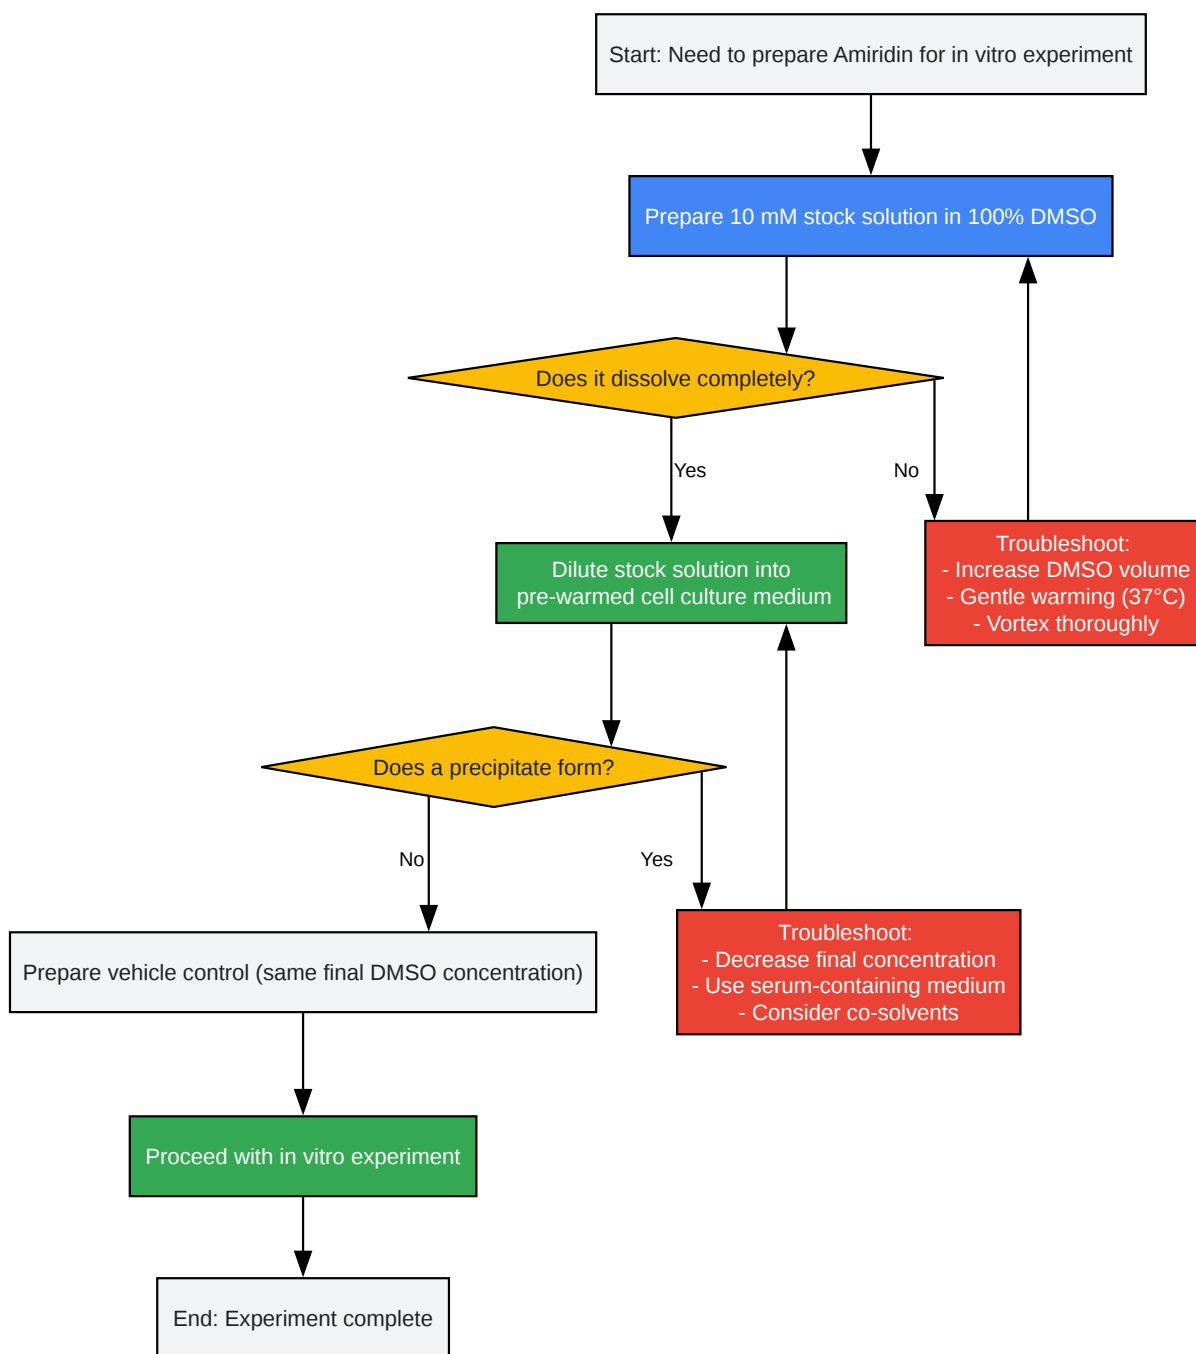 Start: Need to prepare Amiridin for in vitro experiment
Prepare 10 mM stock solution in 100% DMSO
Does it dissolve completely?
Yes
No
Troubleshoot:
- Increase DMSO volume
- Gentle warming (37°C)
- Vortex thoroughly
Dilute stock solution into
pre-warmed cell culture medium
Does a precipitate form?
No
Yes
Troubleshoot:
- Decrease final concentration
- Use serum-containing medium
- Consider co-solvents
Prepare vehicle control (same final DMSO concentration)
Proceed with in vitro experiment
End: Experiment complete